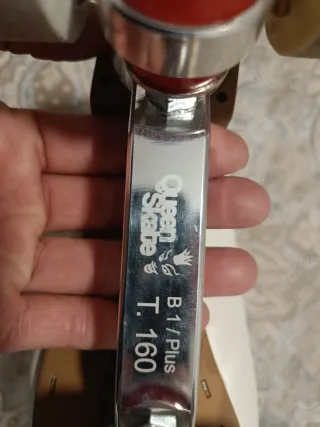 Queen
Skate
B 1 / Plus
T. 160